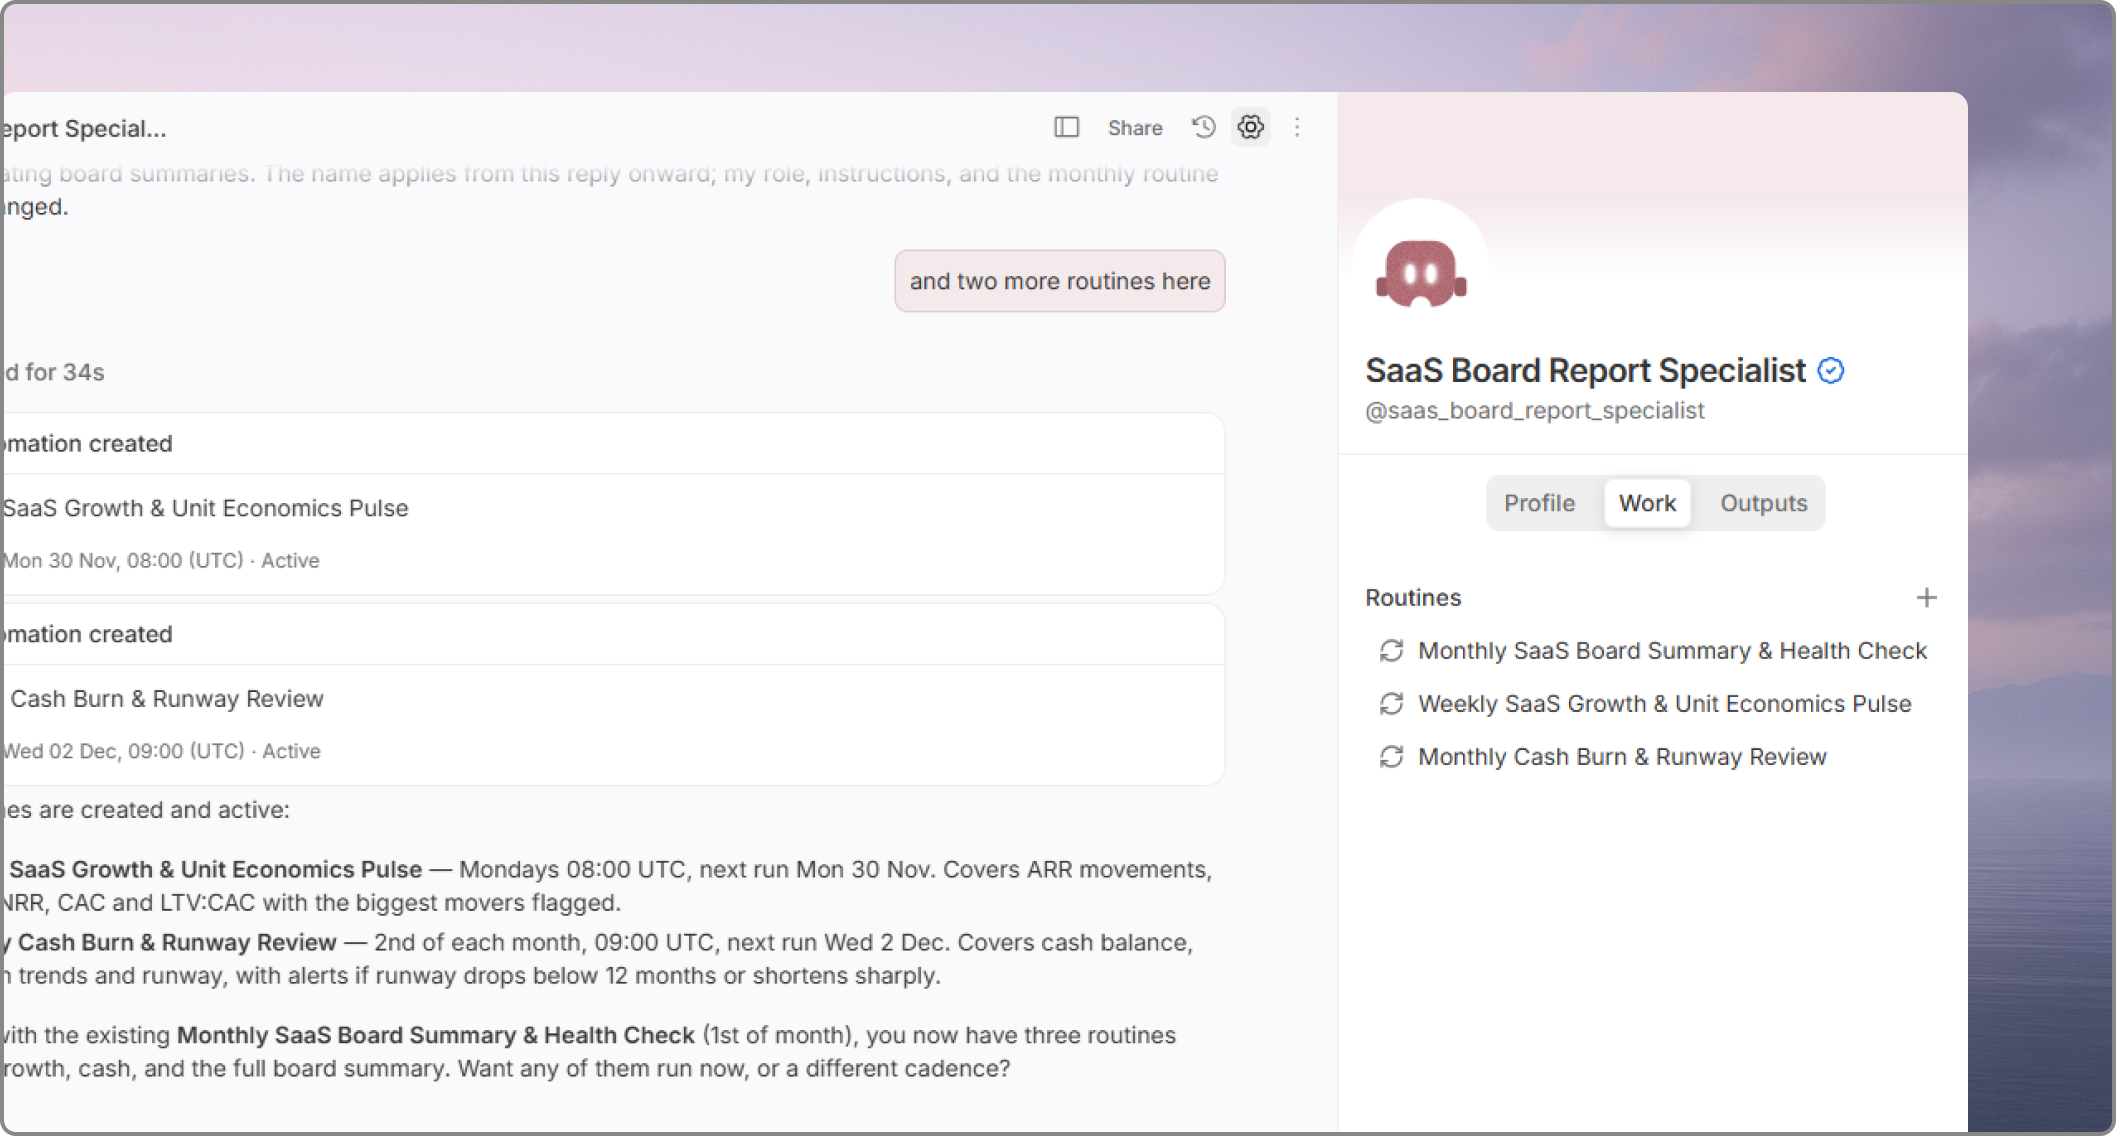 eport Special...
Share
ating board summaries. The name applies from this reply onward; my role, instructions, and the monthly routine
anged.
and two more routines here
d for 34s
omation created
SaaS Growth & Unit Economics Pulse
Mon 30 Nov, 08:00 (UTC) · Active
omation created
Cash Burn & Runway Review
Wed 02 Dec, 09:00 (UTC) · Active
nes are created and active:
SaaS Growth & Unit Economics Pulse — Mondays 08:00 UTC, next run Mon 30 Nov. Covers ARR movements,
NRR, CAC and LTV:CAC with the biggest movers flagged.
y Cash Burn & Runway Review — 2nd of each month, 09:00 UTC, next run Wed 2 Dec. Covers cash balance,
n trends and runway, with alerts if runway drops below 12 months or shortens sharply.
with the existing Monthly SaaS Board Summary & Health Check (1st of month), you now have three routines
rowth, cash, and the full board summary. Want any of them run now, or a different cadence?
SaaS Board Report Specialist
@saas_board_report_specialist
Profile
Work
Outputs
Routines
Monthly SaaS Board Summary & Health Check
Weekly SaaS Growth & Unit Economics Pulse
Monthly Cash Burn & Runway Review